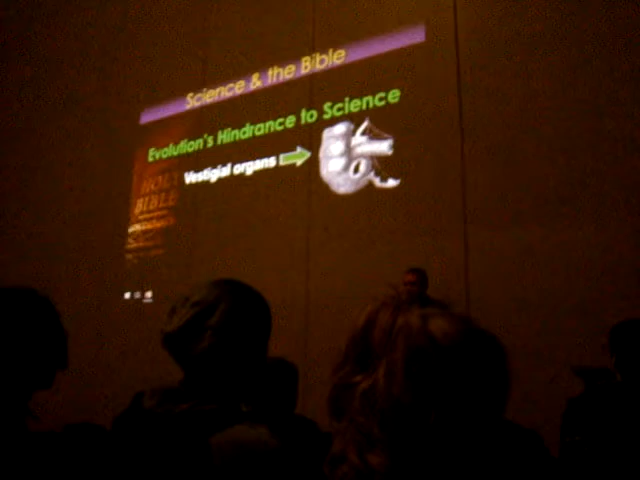 Science & the Bible
Evolution's Hindrance to Science
Vestigial organs
HOLY
BIBLE